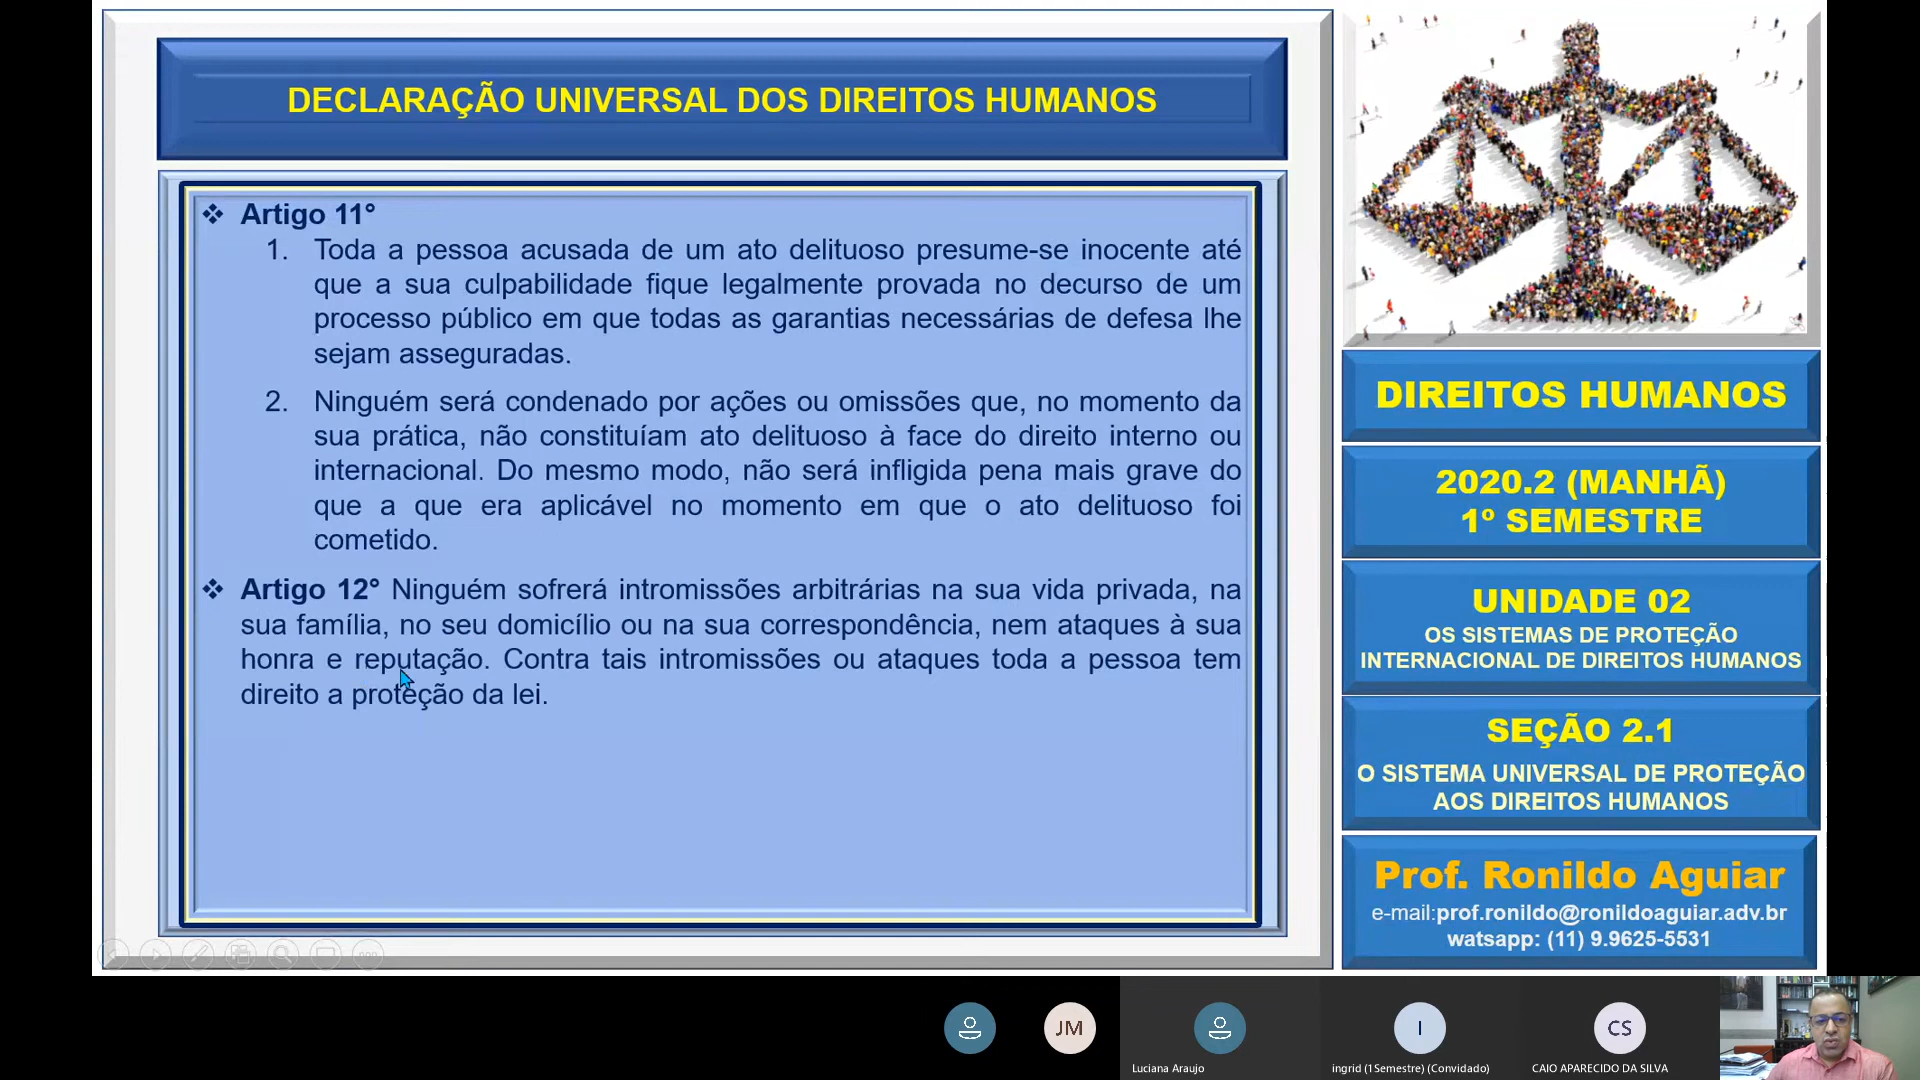 DECLARAÇÃO UNIVERSAL DOS DIREITOS HUMANOS
❖ Artigo 11°
1. Toda a pessoa acusada de um ato delituoso presume-se inocente até
que a sua culpabilidade fique legalmente provada no decurso de um
processo público em que todas as garantias necessárias de defesa lhe
sejam asseguradas.
2. Ninguém será condenado por ações ou omissões que, no momento da
sua prática, não constituíam ato delituoso à face do direito interno ou
internacional. Do mesmo modo, não será infligida pena mais grave do
que a que era aplicável no momento em que o ato delituoso foi
cometido.
❖ Artigo 12° Ninguém sofrerá intromissões arbitrárias na sua vida privada, na
sua família, no seu domicílio ou na sua correspondência, nem ataques à sua
honra e reputação. Contra tais intromissões ou ataques toda a pessoa tem
direito a proteção da lei.
DIREITOS HUMANOS
2020.2 (MANHÃ)
1º SEMESTRE
UNIDADE 02
OS SISTEMAS DE PROTEÇÃO
INTERNACIONAL DE DIREITOS HUMANOS
SEÇÃO 2.1
O SISTEMA UNIVERSAL DE PROTEÇÃO
AOS DIREITOS HUMANOS
Prof. Ronildo Aguiar
e-mail:prof.ronildo@ronildoaguiar.adv.br
watsapp: (11) 9.9625-5531
JM
I
CS
Luciana Araujo
ingrid (1Semestre) (Convidado)
CAIO APARECIDO DA SILVA